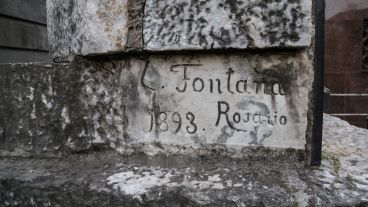 C. Fontana
1893. Rosario